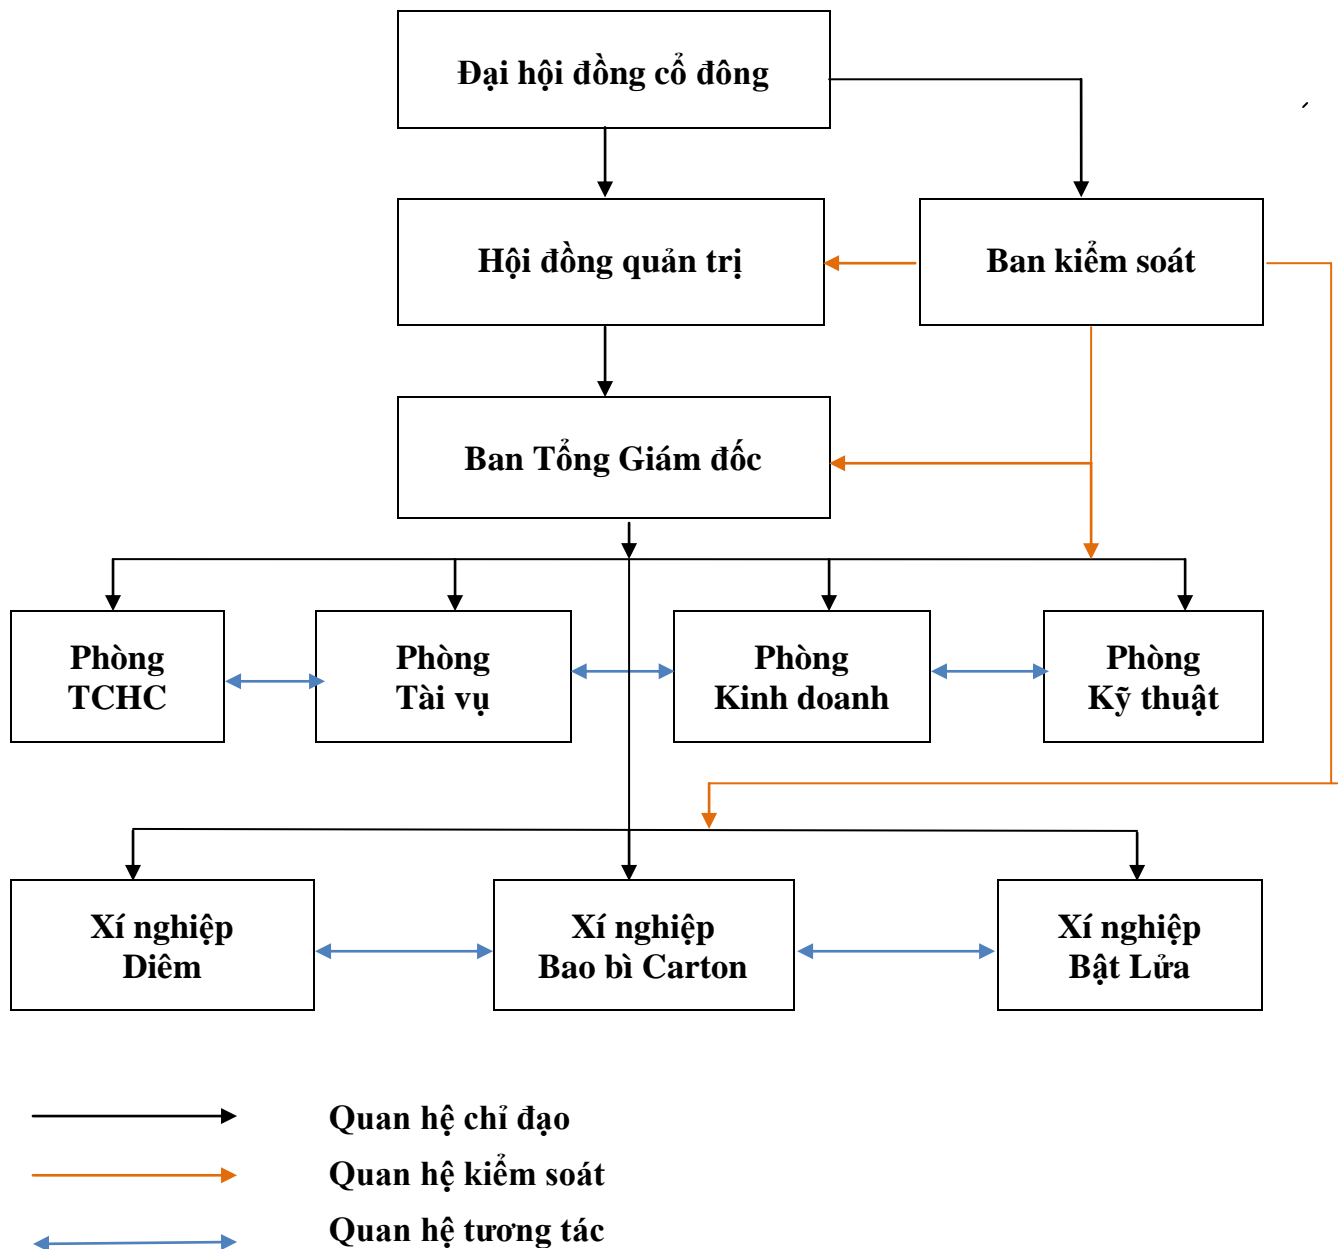 Đại hội đồng cổ đông
Hội đồng quản trị
Ban kiểm soát
Ban Tổng Giám đốc
Phòng
TCHC
Phòng
Tài vụ
Phòng
Kinh doanh
Phòng
Kỹ thuật
Xí nghiệp
Diêm
Xí nghiệp
Bao bì Carton
Xí nghiệp
Bật Lửa
Quan hệ chỉ đạo
Quan hệ kiểm soát
Quan hệ tương tác